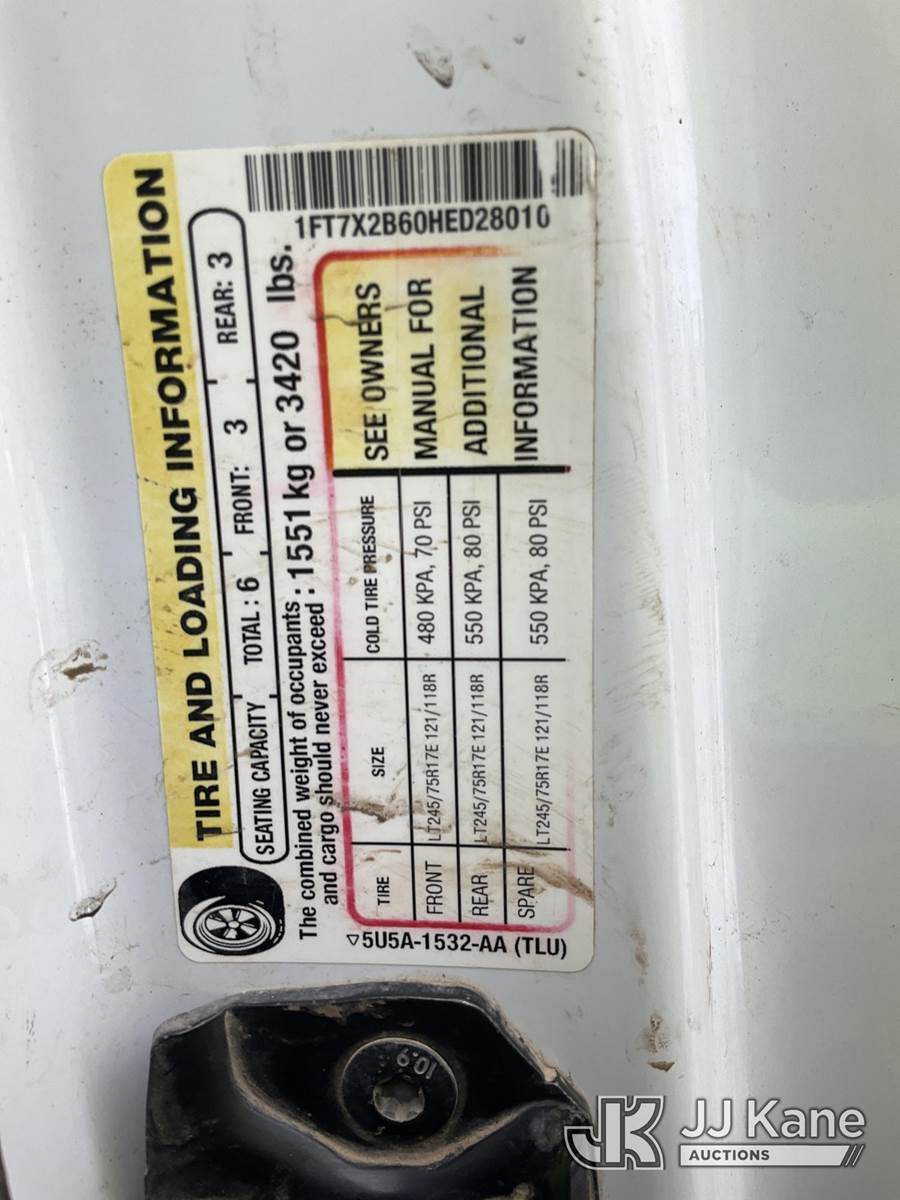 TIRE AND LOADING INFORMATION
SEATING CAPACITY TOTAL : 6 FRONT: 3 REAR: 3
The combined weight of occupants and cargo should never exceed : 1551 kg or 3420 lbs.
1FT7X2B60HED28010
TIRE SIZE COLD TIRE PRESSURE
FRONT LT245/75R17E 121/118R 480 KPA, 70 PSI
REAR LT245/75R17E 121/118R 550 KPA, 80 PSI
SPARE LT245/75R17E 121/118R 550 KPA, 80 PSI
SEE OWNERS
MANUAL FOR
ADDITIONAL
INFORMATION
5U5A-1532-AA (TLU)
10.9
JK JJ Kane
AUCTIONS